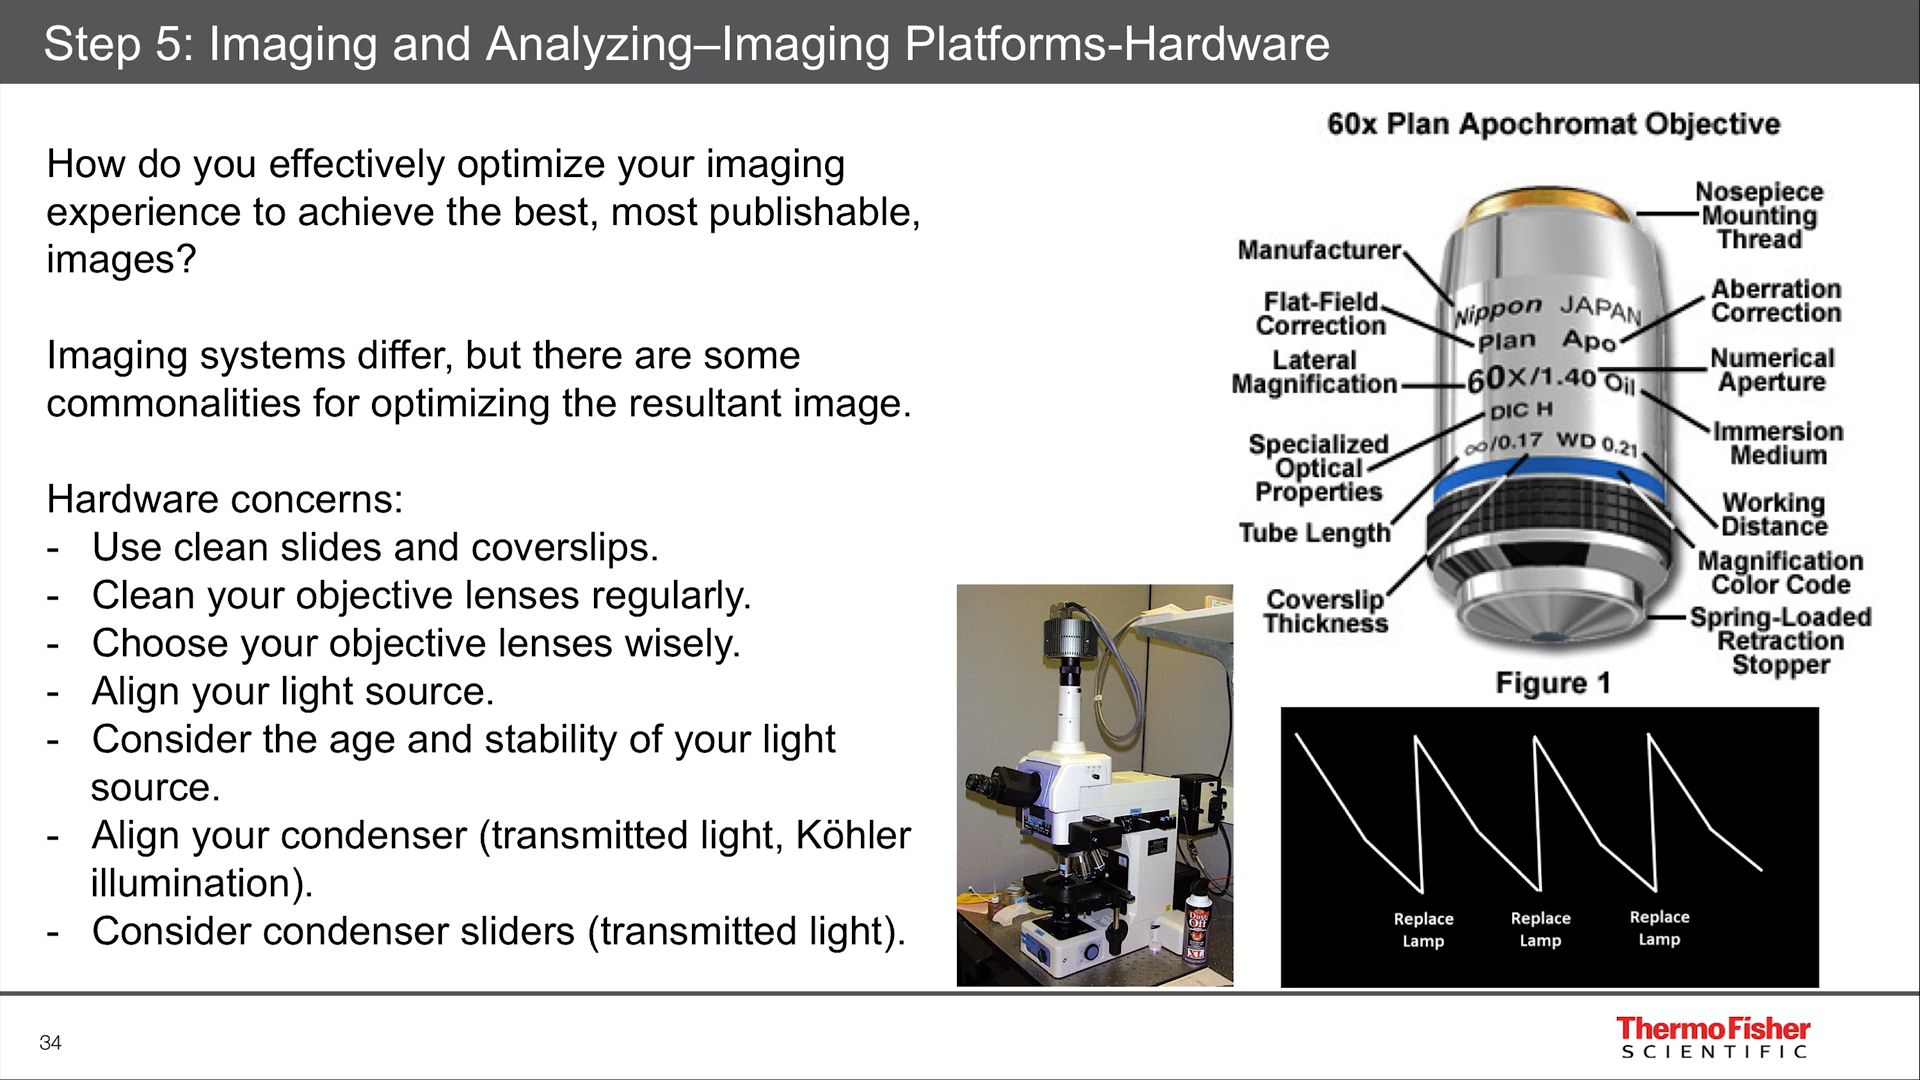 Step 5: Imaging and Analyzing–Imaging Platforms-Hardware
How do you effectively optimize your imaging
experience to achieve the best, most publishable,
images?
Imaging systems differ, but there are some
commonalities for optimizing the resultant image.
Hardware concerns:
- Use clean slides and coverslips.
- Clean your objective lenses regularly.
- Choose your objective lenses wisely.
- Align your light source.
- Consider the age and stability of your light
source.
- Align your condenser (transmitted light, Köhler
illumination).
- Consider condenser sliders (transmitted light).
60x Plan Apochromat Objective
Manufacturer
Flat-Field
Correction
Lateral
Magnification
Specialized
Optical
Properties
Tube Length
Coverslip
Thickness
Nippon JAPAN
Plan Apo
60X/1.40 Oil
DIC H
∞/0.17 WD 0.21
Nosepiece
Mounting
Thread
Aberration
Correction
Numerical
Aperture
Immersion
Medium
Working
Distance
Magnification
Color Code
Spring-Loaded
Retraction
Stopper
Figure 1
Dust
Off
XL
Replace
Lamp
Replace
Lamp
Replace
Lamp
34
ThermoFisher
SCIENTIFIC